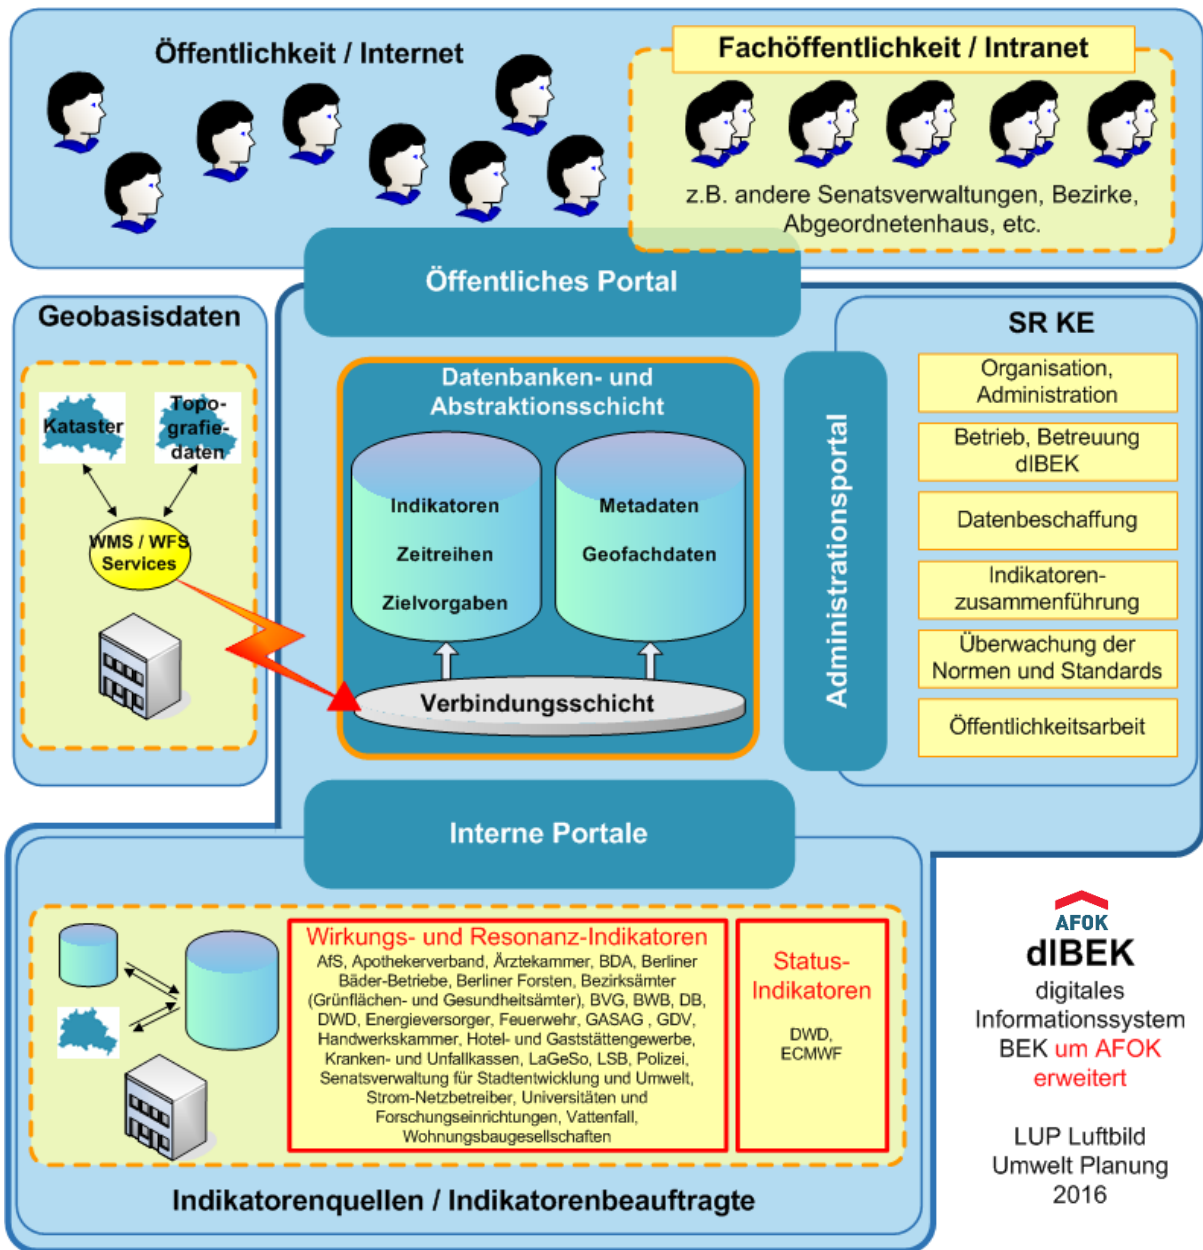 Öffentlichkeit / Internet
Fachöffentlichkeit / Intranet
z.B. andere Senatsverwaltungen, Bezirke,
Abgeordnetenhaus, etc.
Öffentliches Portal
Geobasisdaten
Kataster
Topo-
grafie-
daten
WMS / WFS
Services
Datenbanken- und
Abstraktionsschicht
Indikatoren
Zeitreihen
Zielvorgaben
Metadaten
Geofachdaten
Verbindungsschicht
Administrationsportal
SR KE
Organisation,
Administration
Betrieb, Betreuung
dIBEK
Datenbeschaffung
Indikatoren-
zusammenführung
Überwachung der
Normen und Standards
Öffentlichkeitsarbeit
Interne Portale
Wirkungs- und Resonanz-Indikatoren
AfS, Apothekerverband, Ärztekammer, BDA, Berliner
Bäder-Betriebe, Berliner Forsten, Bezirksämter
(Grünflächen- und Gesundheitsämter), BVG, BWB, DB,
DWD, Energieversorger, Feuerwehr, GASAG , GDV,
Handwerkskammer, Hotel- und Gaststättengewerbe,
Kranken- und Unfallkassen, LaGeSo, LSB, Polizei,
Senatsverwaltung für Stadtentwicklung und Umwelt,
Strom-Netzbetreiber, Universitäten und
Forschungseinrichtungen, Vattenfall,
Wohnungsbaugesellschaften
Status-
Indikatoren
DWD,
ECMWF
Indikatorenquellen / Indikatorenbeauftragte
AFOK
dIBEK
digitales
Informationssystem
BEK um AFOK
erweitert
LUP Luftbild
Umwelt Planung
2016